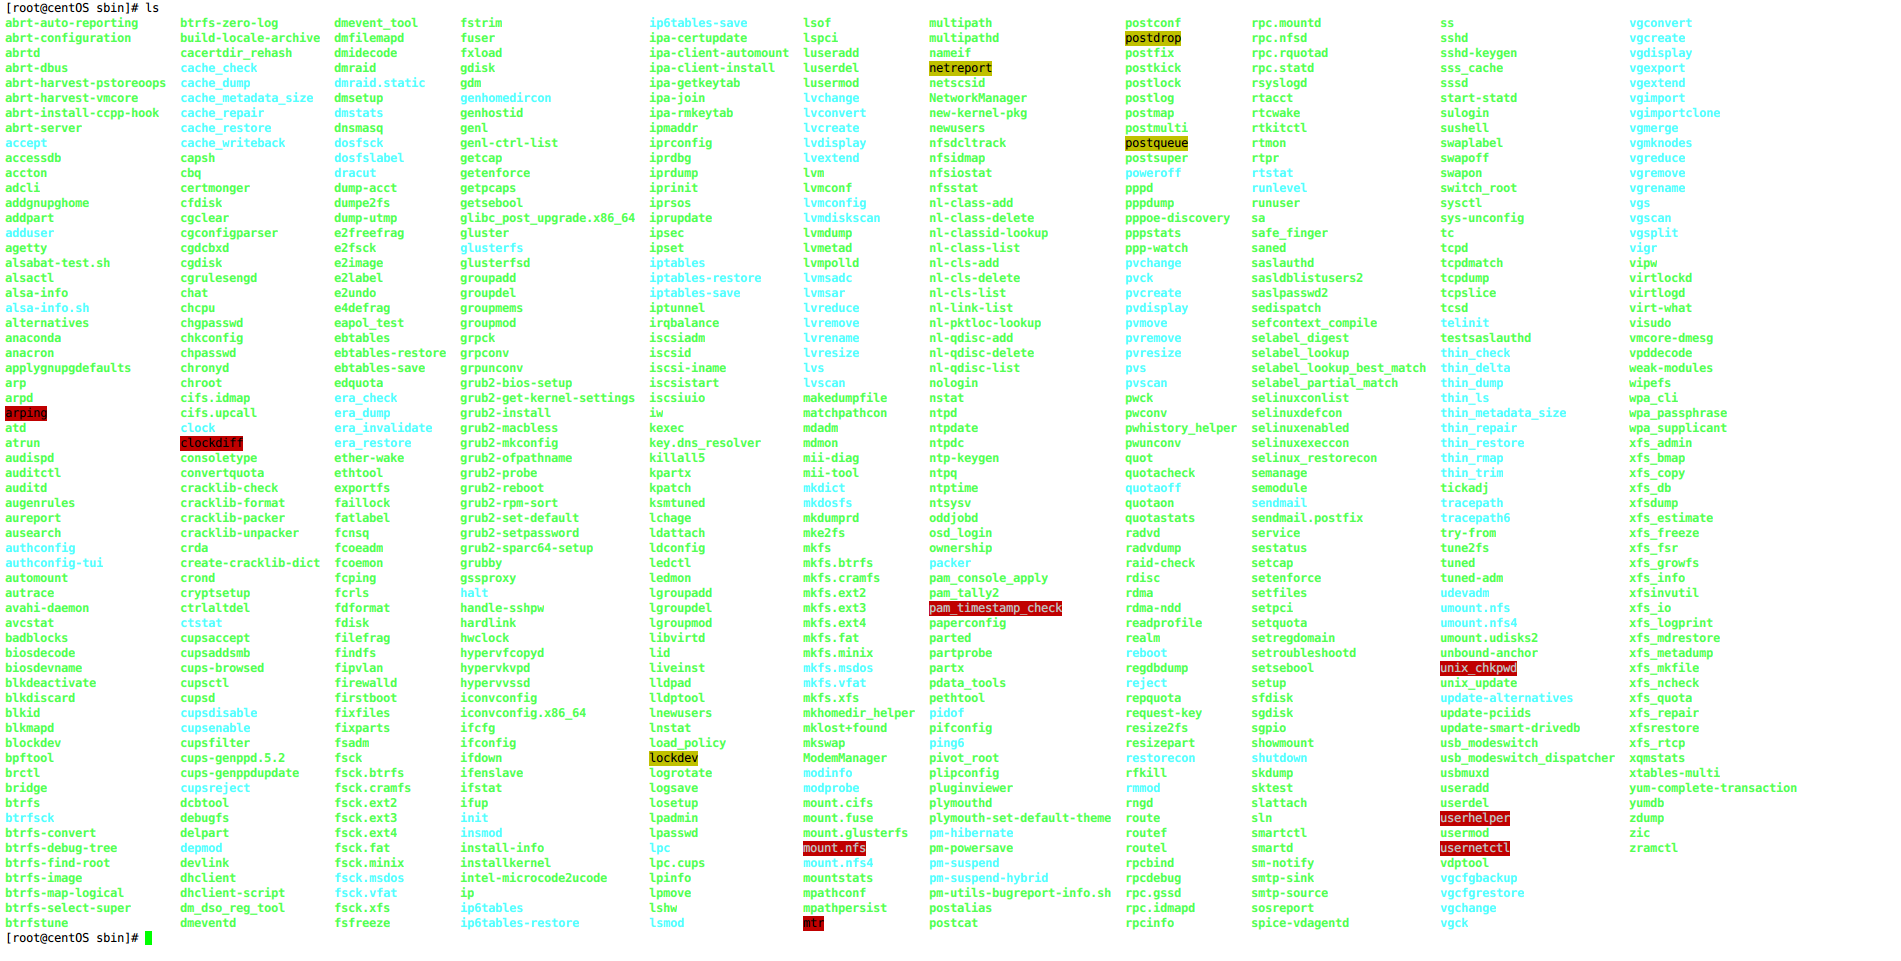 [root@centOS sbin]# ls
abrt-auto-reporting btrfs-zero-log dmevent_tool fstrim ip6tables-save lsof multipath postconf rpc.mountd ss vgconvert
abrt-configuration build-locale-archive dmfilemapd fuser ipa-certupdate lspci multipathd postdrop rpc.nfsd sshd vgcreate
abrtd cacertdir_rehash dmidecode fxload ipa-client-automount luseradd nameif postfix rpc.rquotad sshd-keygen vgdisplay
abrt-dbus cache_check dmraid gdisk ipa-client-install luserdel netreport postkick rpc.statd sss_cache vgexport
abrt-harvest-pstoreoops cache_dump dmraid.static gdm ipa-getkeytab lusermod netscsid postlock rsyslogd sssd vgextend
abrt-harvest-vmcore cache_metadata_size dmsetup genhomedircon ipa-join lvchange NetworkManager postlog rtacct start-statd vgimport
abrt-install-ccpp-hook cache_repair dmstats genhostid ipa-rmkeytab lvconvert new-kernel-pkg postmap rtcwake sulogin vgimportclone
abrt-server cache_restore dnsmasq genl ipmaddr lvcreate newusers postmulti rtkitctl sushell vgmerge
accept cache_writeback dosfsck genl-ctrl-list iprconfig lvdisplay nfsdcltrack postqueue rtmon swaplabel vgmknodes
accessdb capsh dosfslabel getcap iprdbg lvextend nfsidmap postsuper rtpr swapoff vgreduce
accton cbq dracut getenforce iprdump lvm nfsiostat poweroff rtstat swapon vgremove
adcli certmonger dump-acct getpcaps iprinit lvmconf nfsstat pppd runlevel switch_root vgrename
addgnupghome cfdisk dumpe2fs getsebool iprsos lvmconfig nl-class-add pppdump runuser sysctl vgs
addpart cgclear dump-utmp glibc_post_upgrade.x86_64 iprupdate lvmdiskscan nl-class-delete pppoe-discovery sa sys-unconfig vgscan
adduser cgconfigparser e2freefrag gluster ipsec lvmdump nl-classid-lookup pppstats safe_finger tc vgsplit
agetty cgdcbxd e2fsck glusterfs ipset lvmetad nl-class-list ppp-watch saned tcpd vigr
alsabat-test.sh cgdisk e2image glusterfsd iptables lvmpolld nl-cls-add pvchange saslauthd tcpdmatch vipw
alsactl cgrulesengd e2label groupadd iptables-restore lvmsadc nl-cls-delete pvck sasldblistusers2 tcpdump virtlockd
alsa-info chat e2undo groupdel iptables-save lvmsar nl-cls-list pvcreate saslpasswd2 tcpslice virtlogd
alsa-info.sh chcpu e4defrag groupmems iptunnel lvreduce nl-link-list pvdisplay sedispatch tcsd virt-what
alternatives chgpasswd eapol_test groupmod irqbalance lvremove nl-pktloc-lookup pvmove sefcontext_compile telinit visudo
anaconda chkconfig ebtables grpck iscsiadm lvrename nl-qdisc-add pvremove selabel_digest testsaslauthd vmcore-dmesg
anacron chpasswd ebtables-restore grpconv iscsid lvresize nl-qdisc-delete pvresize selabel_lookup thin_check vpddecode
applygnupgdefaults chronyd ebtables-save grpunconv iscsi-iname lvs nl-qdisc-list pvs selabel_lookup_best_match thin_delta weak-modules
arp chroot edquota grub2-bios-setup iscsistart lvscan nologin pvscan selabel_partial_match thin_dump wipefs
arpd cifs.idmap era_check grub2-get-kernel-settings iscsiuio makedumpfile nstat pwck selinuxconlist thin_ls wpa_cli
arping cifs.upcall era_dump grub2-install iw matchpathcon ntpd pwconv selinuxdefcon thin_metadata_size wpa_passphrase
atd clock era_invalidate grub2-macbless kexec mdadm ntpdate pwhistory_helper selinuxenabled thin_repair wpa_supplicant
atrun clockdiff era_restore grub2-mkconfig key.dns_resolver mdmon ntpdc pwunconv selinuxexeccon thin_restore xfs_admin
audispd consoletype ether-wake grub2-ofpathname killall5 mii-diag ntp-keygen quot selinux_restorecon thin_rmap xfs_bmap
auditctl convertquota ethtool grub2-probe kpartx mii-tool ntpq quotacheck semanage thin_trim xfs_copy
auditd cracklib-check exportfs grub2-reboot kpatch mkdict ntptime quotaoff semodule tickadj xfs_db
augenrules cracklib-format faillock grub2-rpm-sort ksmtuned mkdosfs ntsysv quotaon sendmail tracepath xfsdump
aureport cracklib-packer fatlabel grub2-set-default lchage mkdumprd oddjobd quotastats sendmail.postfix tracepath6 xfs_estimate
ausearch cracklib-unpacker fcnsq grub2-setpassword ldattach mke2fs osd_login radvd service try-from xfs_freeze
authconfig crda fcoeadm grub2-sparc64-setup ldconfig mkfs ownership radvdump sestatus tune2fs xfs_fsr
authconfig-tui create-cracklib-dict fcoemon grubby ledctl mkfs.btrfs packer raid-check setcap tuned xfs_growfs
automount crond fcping gssproxy ledmon mkfs.cramfs pam_console_apply rdisc setenforce tuned-adm xfs_info
autrace cryptsetup fcrls halt lgroupadd mkfs.ext2 pam_tally2 rdma setfiles udevadm xfsinvutil
avahi-daemon ctrlaltdel fdformat handle-sshpw lgroupdel mkfs.ext3 pam_timestamp_check rdma-ndd setpci umount.nfs xfs_io
avcstat ctstat fdisk hardlink lgroupmod mkfs.ext4 paperconfig readprofile setquota umount.nfs4 xfs_logprint
badblocks cupsaccept filefrag hwclock libvirtd mkfs.fat parted realm setregdomain umount.udisks2 xfs_mdrestore
biosdecode cupsaddsmb findfs hypervfcopyd lid mkfs.minix partprobe reboot setroubleshootd unbound-anchor xfs_metadump
biosdevname cups-browsed fipvlan hypervkvpd liveinst mkfs.msdos partx regdbdump setsebool unix_chkpwd xfs_mkfile
blkdeactivate cupsctl firewalld hypervvssd lldpad mkfs.vfat pdata_tools reject setup unix_update xfs_ncheck
blkdiscard cupsd firstboot iconvconfig lldptool mkfs.xfs pethtool repquota sfdisk update-alternatives xfs_quota
blkid cupsdisable fixfiles iconvconfig.x86_64 lnewusers mkhomedir_helper pidof request-key sgdisk update-pciids xfs_repair
blkmapd cupsenable fixparts ifcfg lnstat mklost+found pifconfig resize2fs sgpio update-smart-drivedb xfsrestore
blockdev cupsfilter fsadm ifconfig load_policy mkswap ping6 resizepart showmount usb_modeswitch xfs_rtcp
bpftool cups-genppd.5.2 fsck ifdown lockdev ModemManager pivot_root restorecon shutdown usb_modeswitch_dispatcher xqmstats
brctl cups-genppdupdate fsck.btrfs ifenslave logrotate modinfo plipconfig rfkill skdump usbmuxd xtables-multi
bridge cupsreject fsck.cramfs ifstat logsave modprobe pluginviewer rmmod sktest useradd yum-complete-transaction
btrfs dcbtool fsck.ext2 ifup losetup mount.cifs plymouthd rngd slattach userdel yumdb
btrfsck debugfs fsck.ext3 init lpadmin mount.fuse plymouth-set-default-theme route sln userhelper zdump
btrfs-convert delpart fsck.ext4 insmod lpasswd mount.glusterfs pm-hibernate routef smartctl usermod zic
btrfs-debug-tree depmod fsck.fat install-info lpc mount.nfs pm-powersave routel smartd usernetctl zramctl
btrfs-find-root devlink fsck.minix installkernel lpc.cups mount.nfs4 pm-suspend rpcbind sm-notify vdptool
btrfs-image dhclient fsck.msdos intel-microcode2ucode lpinfo mountstats pm-suspend-hybrid rpcdebug smtp-sink vgcfgbackup
btrfs-map-logical dhclient-script fsck.vfat ip lpmove mpathconf pm-utils-bugreport-info.sh rpc.gssd smtp-source vgcfgrestore
btrfs-select-super dm_dso_reg_tool fsck.xfs ip6tables lshw mpathpersist postalias rpc.idmapd sosreport vgchange
btrfstune dmeventd fsfreeze ip6tables-restore lsmod mtr postcat rpcinfo spice-vdagentd vgck
[root@centOS sbin]#